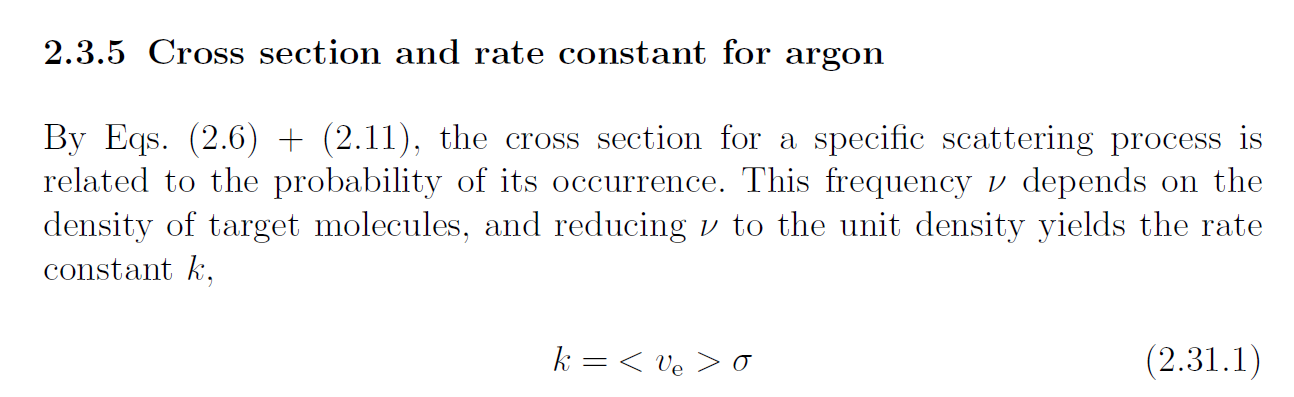 2.3.5 Cross section and rate constant for argon
By Eqs. (2.6) + (2.11), the cross section for a specific scattering process is
related to the probability of its occurrence. This frequency ν depends on the
density of target molecules, and reducing ν to the unit density yields the rate
constant k,
k = < vₑ > σ (2.31.1)